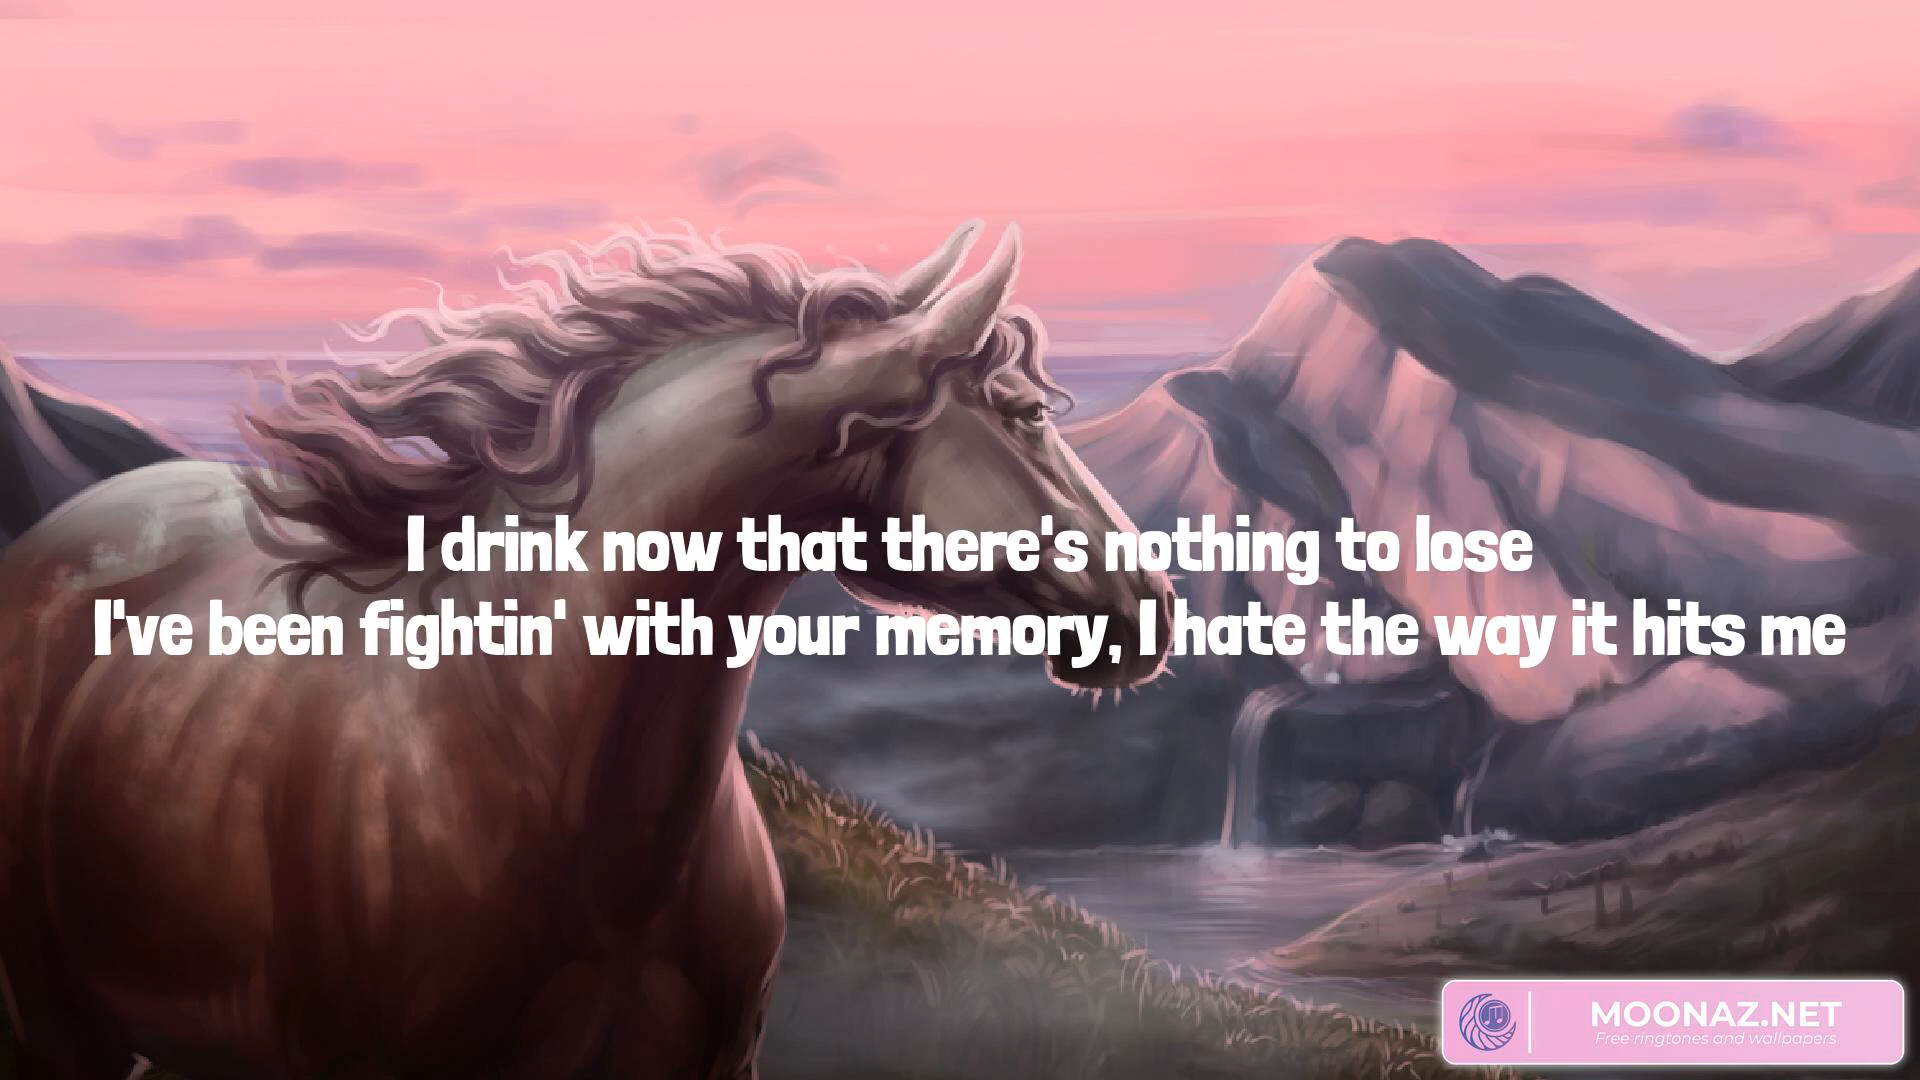 I drink now that there's nothing to lose
I've been fightin' with your memory, I hate the way it hits me
MOONAZ.NET
Free ringtones and wallpapers